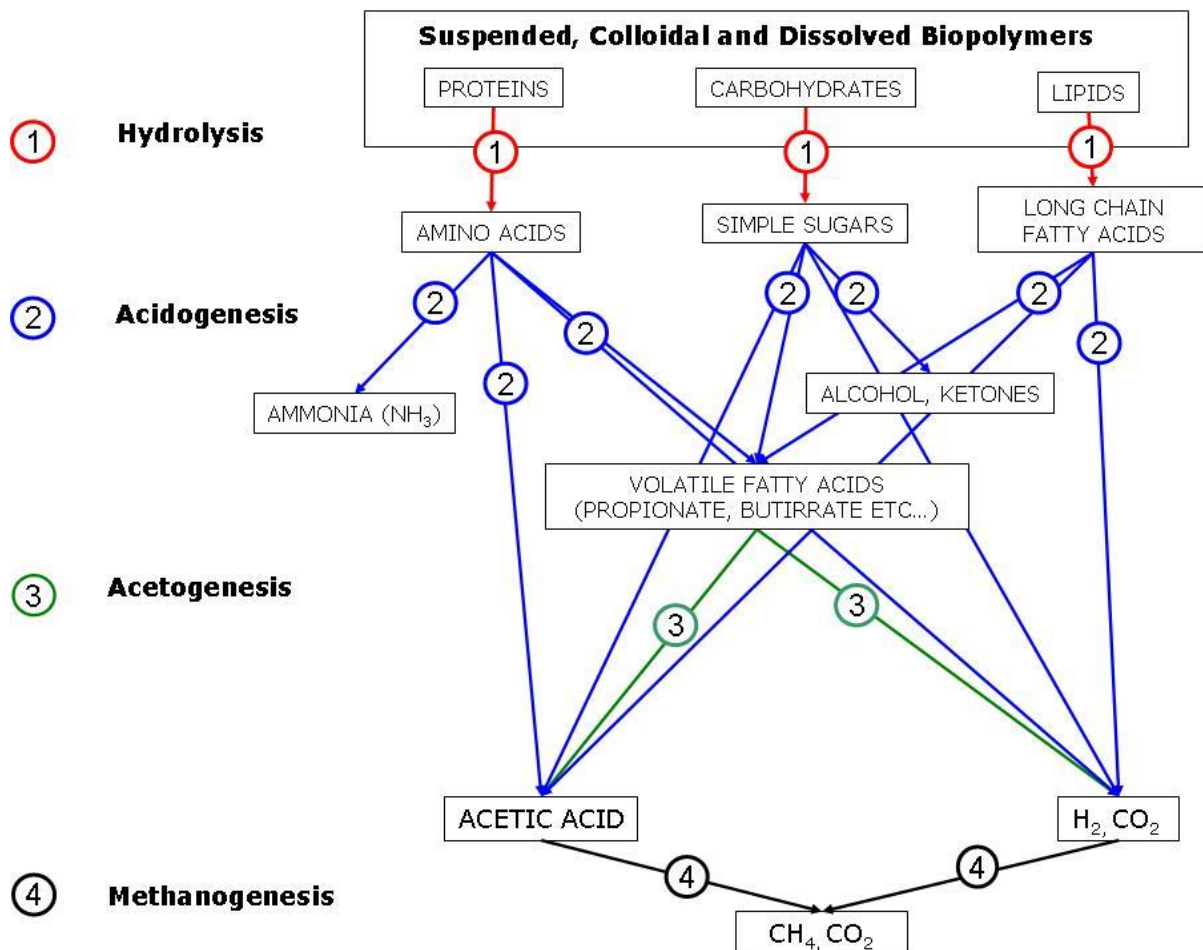 Suspended, Colloidal and Dissolved Biopolymers
PROTEINS
CARBOHYDRATES
LIPIDS
1 Hydrolysis
1
1
1
AMINO ACIDS
SIMPLE SUGARS
LONG CHAIN
FATTY ACIDS
2 Acidogenesis
2
2
2
2
2
2
2
AMMONIA (NH₃)
ALCOHOL, KETONES
VOLATILE FATTY ACIDS
(PROPIONATE, BUTIRRATE ETC...)
3 Acetogenesis
3
3
ACETIC ACID
H₂, CO₂
4 Methanogenesis
4
4
CH₄, CO₂